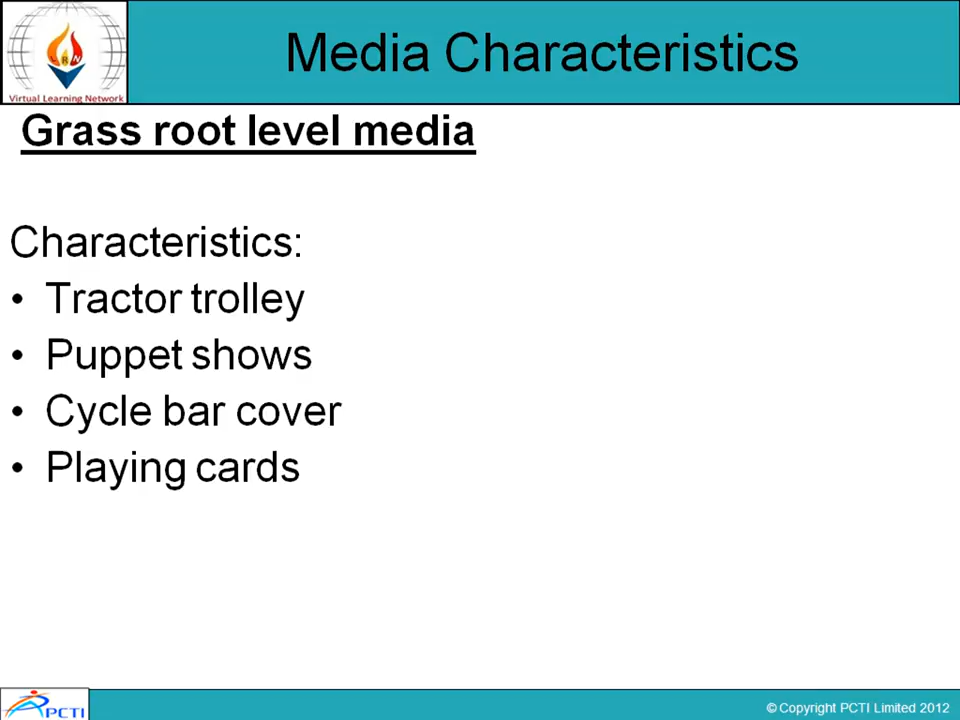 Media Characteristics
Virtual Learning Network
Grass root level media
Characteristics:
• Tractor trolley
• Puppet shows
• Cycle bar cover
• Playing cards
PCTI
© Copyright PCTI Limited 2012